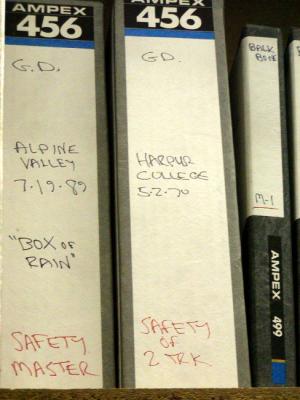 AMPEX
456
G.D.
ALPINE
VALLEY
7-19-89
"BOX OF
RAIN"
SAFETY
MASTER
AMPEX
456
GD.
HARPUR
COLLEGE
5-2-70
SAFETY
OF
2 TRK
BONE
M-1
AMPEX
499